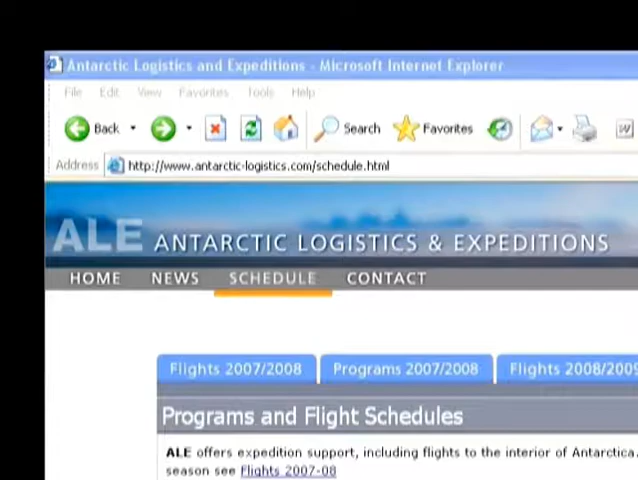 Antarctic Logistics and Expeditions - Microsoft Internet Explorer
File Edit View Favorites Tools Help
Back Search Favorites
Address http://www.antarctic-logistics.com/schedule.html
ALE ANTARCTIC LOGISTICS & EXPEDITIONS
HOME NEWS SCHEDULE CONTACT
Flights 2007/2008 Programs 2007/2008 Flights 2008/2009
Programs and Flight Schedules
ALE offers expedition support, including flights to the interior of Antarctica.
season see Flights 2007-08